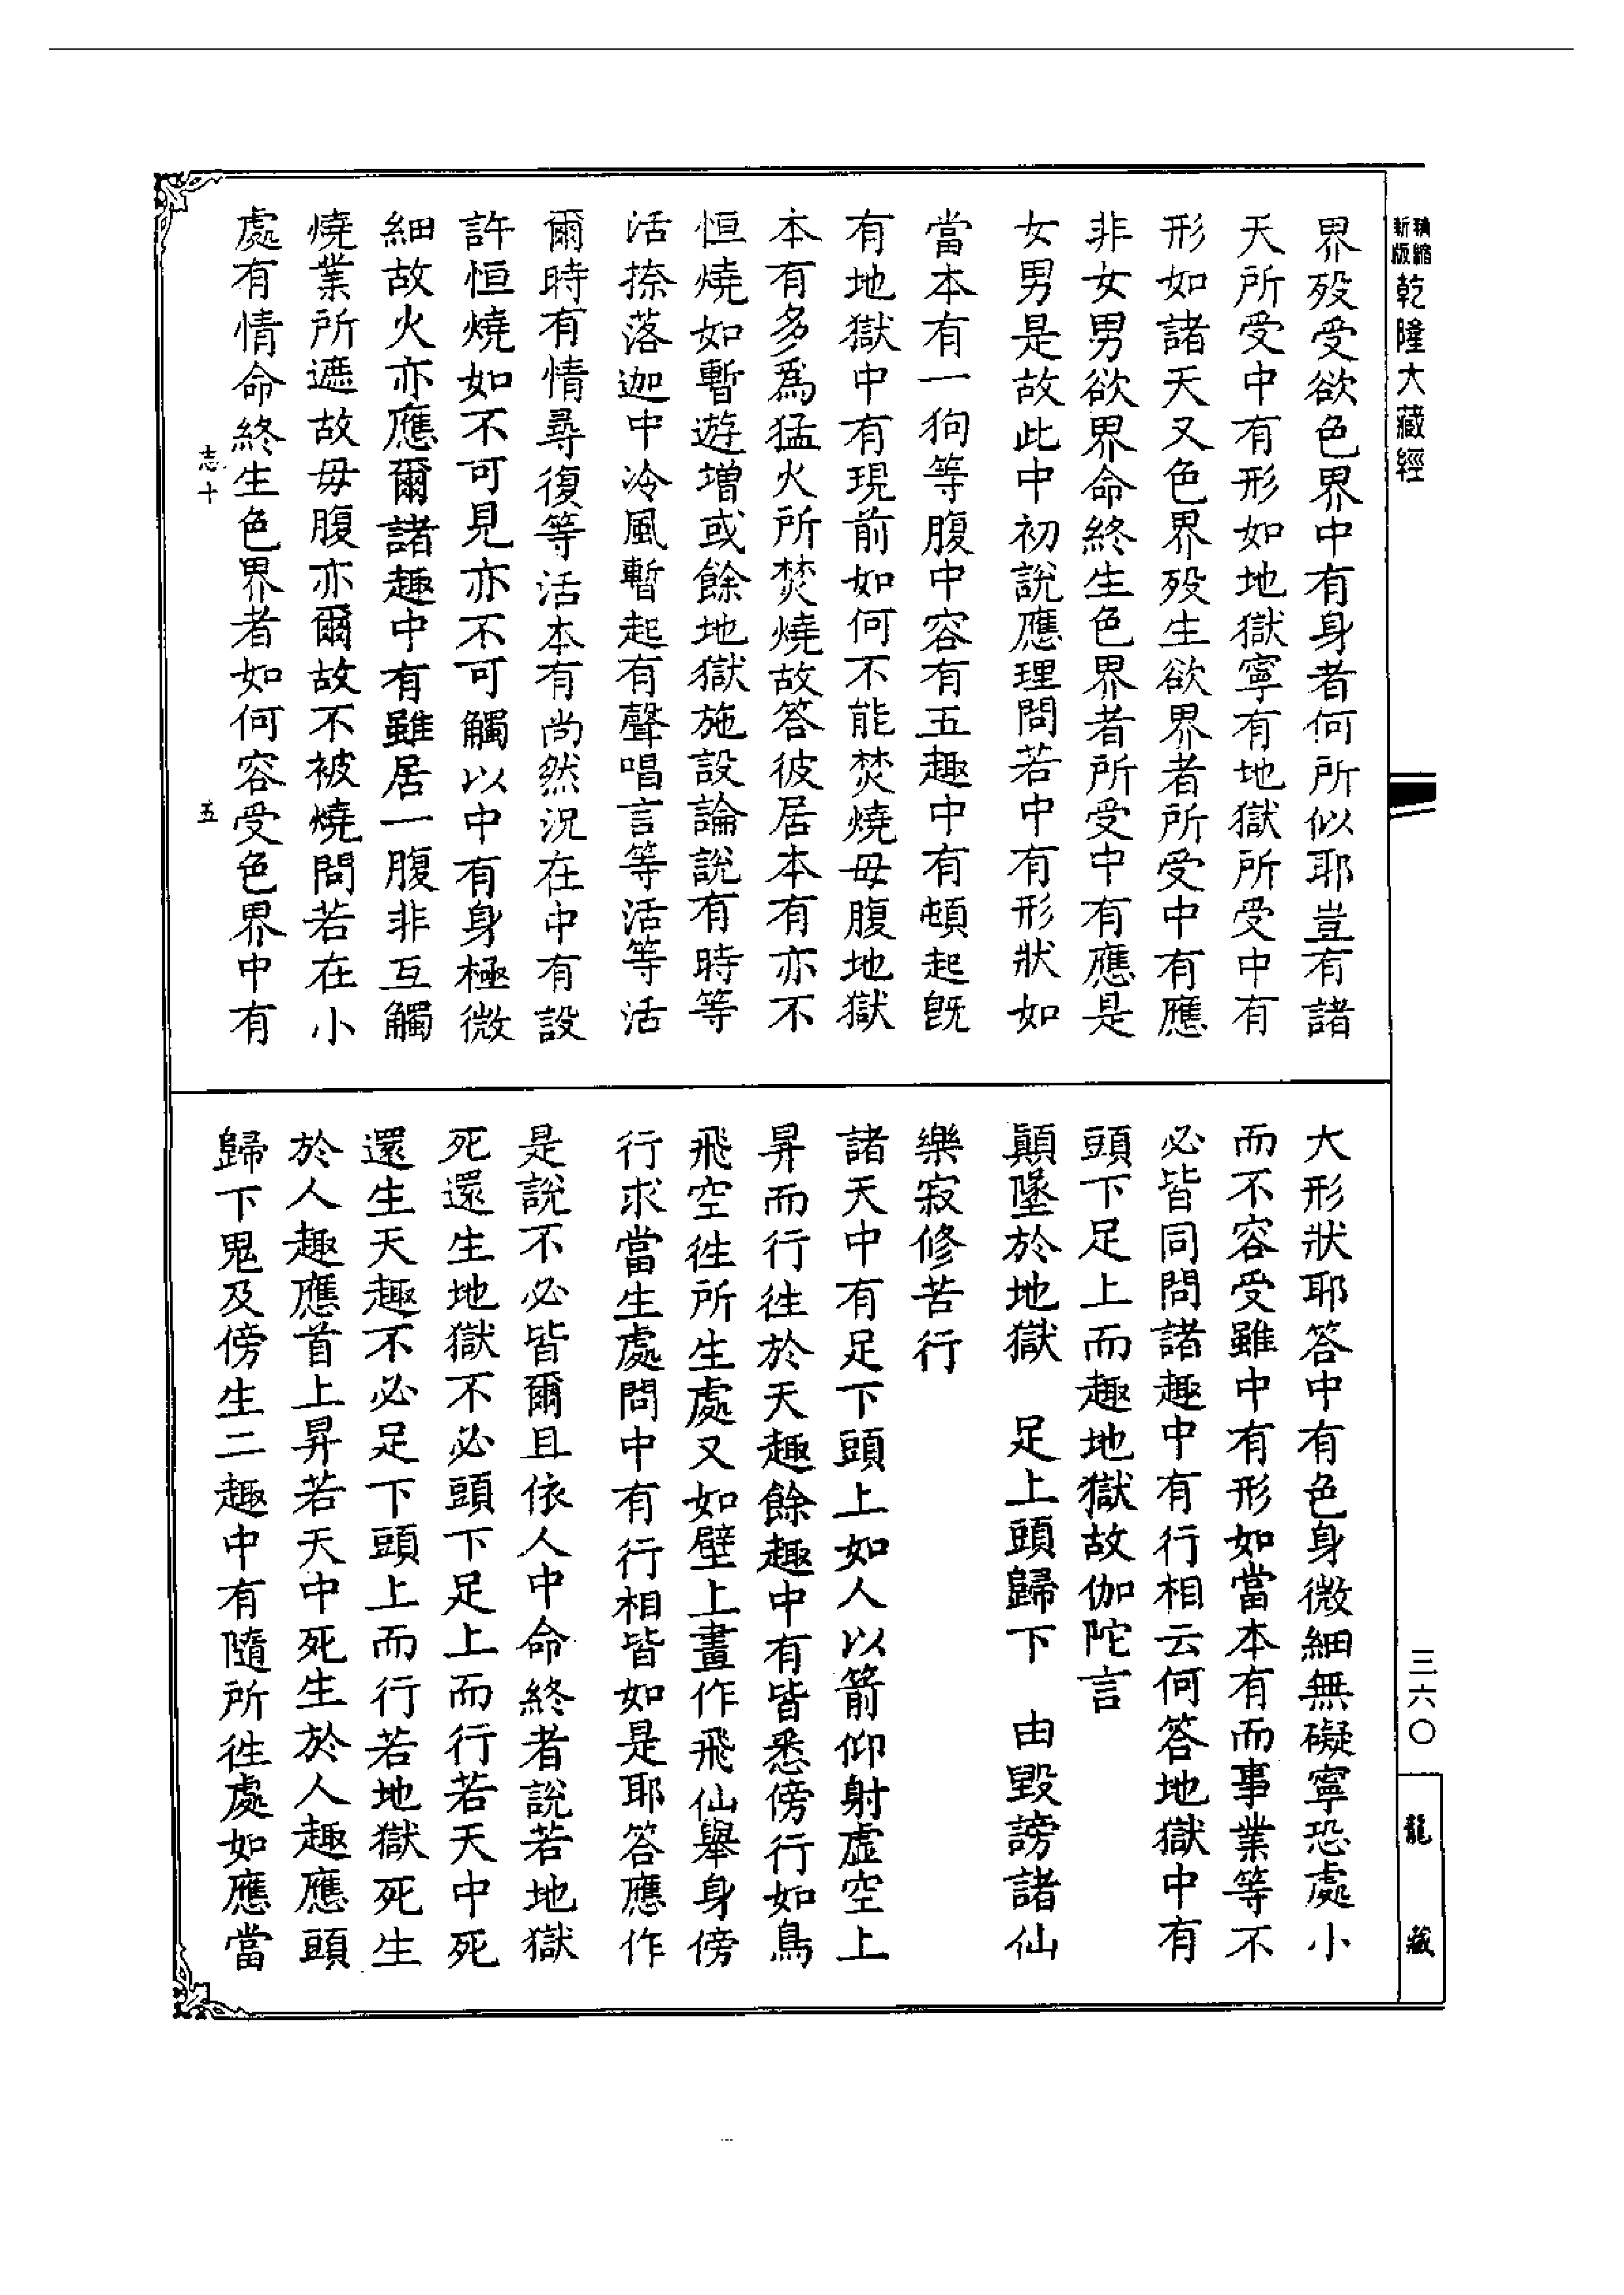 精縮新版乾隆大藏經
界歿受欲色界中有身者何所似耶豈有諸
天所受中有形如地獄寧有地獄所受中有
形如諸天又色界歿生欲界者所受中有應
非女男欲界命終生色界者所受中有應是
女男是故此中初說應理問若中有形狀如
當本有一狗等腹中容有五趣中有頓起旣
有地獄中有現前如何不能焚燒母腹地獄
本有多爲猛火所焚燒故答彼居本有亦不
恒燒如暫遊增或餘地獄施設論說有時等
活捺落迦中冷風暫起有聲唱言等活等活
爾時有情尋復等活本有尚然況在中有設
許恒燒如不可見亦不可觸以中有身極微
細故火亦應爾諸趣中有雖居一腹非互觸
燒業所遮故毋腹亦爾故不被燒問若在小
處有情命終生色界者如何容受色界中有
志十
五
大形狀耶答中有色身微細無礙寧恐處小
而不容受雖中有形如當本有而事業等不
必皆同問諸趣中有行相云何答地獄中有
頭下足上而趣地獄故伽陀言
顛墜於地獄　足上頭歸下　由毀謗諸仙
樂寂修苦行
諸天中有足下頭上如人以箭仰射虛空上
昇而行往於天趣餘趣中有皆悉傍行如鳥
飛空往所生處又如壁上畫作飛仙舉身傍
行求當生處問中有行相皆如是耶答應作
是說不必皆爾且依人中命終者說若地獄
死還生地獄不必頭下足上而行若天中死
還生天趣不必足下頭上而行若地獄死生
於人趣應首上昇若天中死生於人趣應頭
歸下鬼及傍生二趣中有隨所往處如應當
三六〇
龍藏